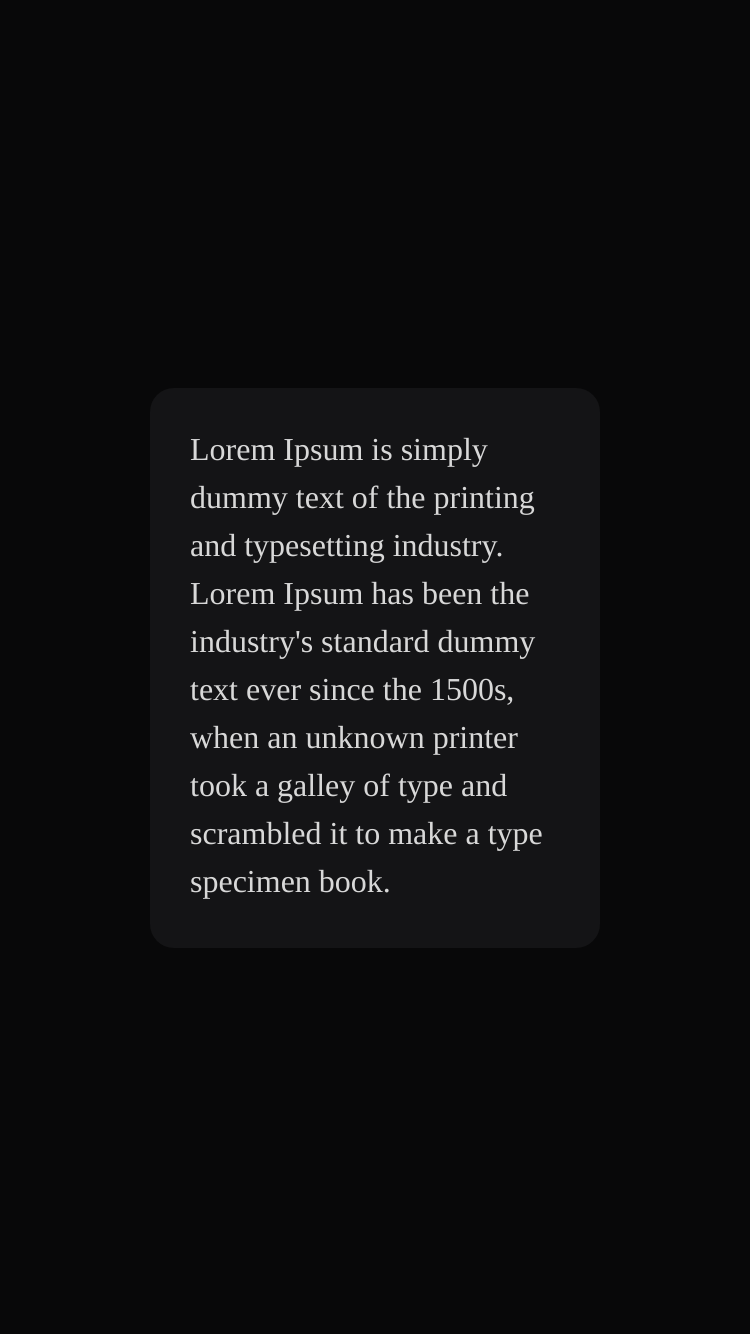 Lorem Ipsum is simply
dummy text of the printing
and typesetting industry.
Lorem Ipsum has been the
industry's standard dummy
text ever since the 1500s,
when an unknown printer
took a galley of type and
scrambled it to make a type
specimen book.